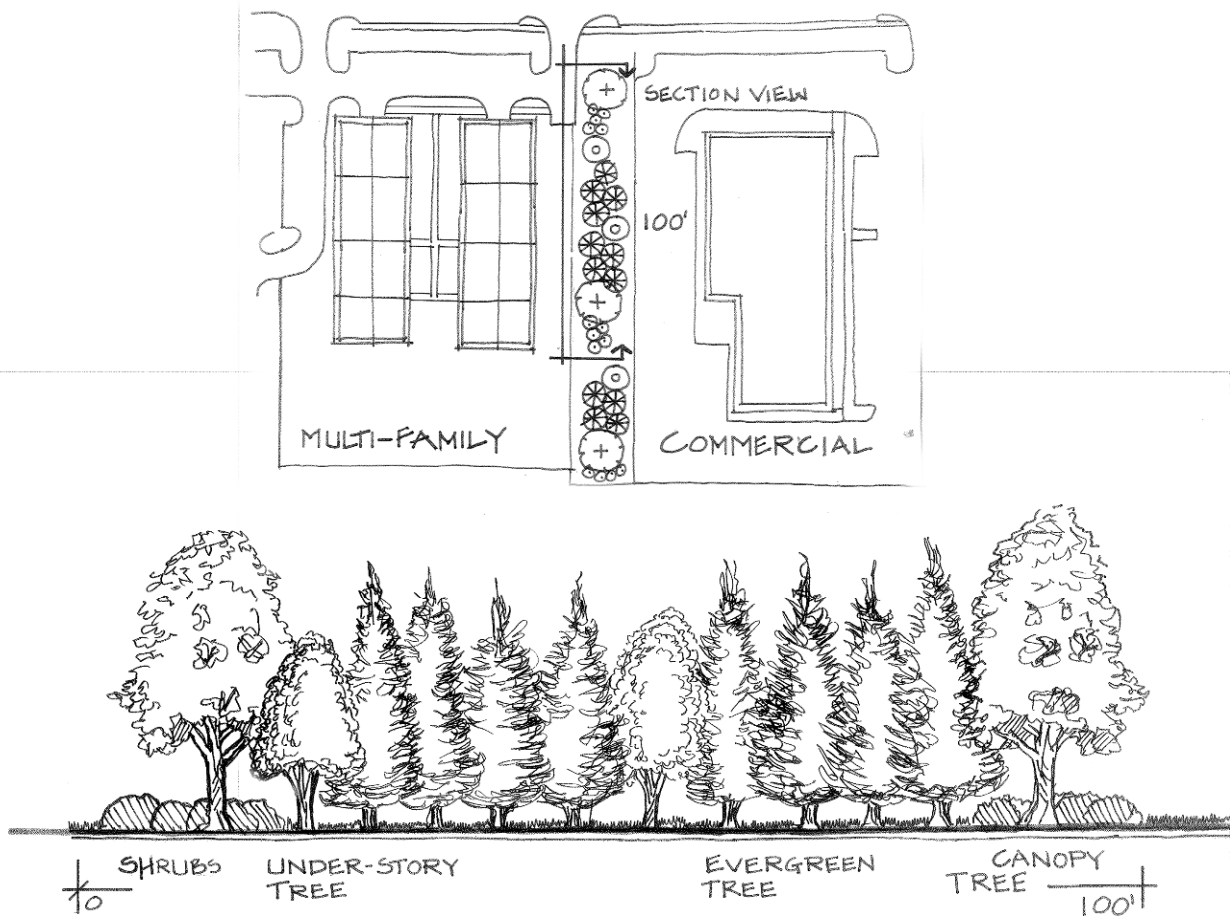 SECTION VIEW
100'
MULTI-FAMILY
COMMERCIAL
SHRUBS
UNDER-STORY
TREE
EVERGREEN
TREE
CANOPY
TREE
0
100'